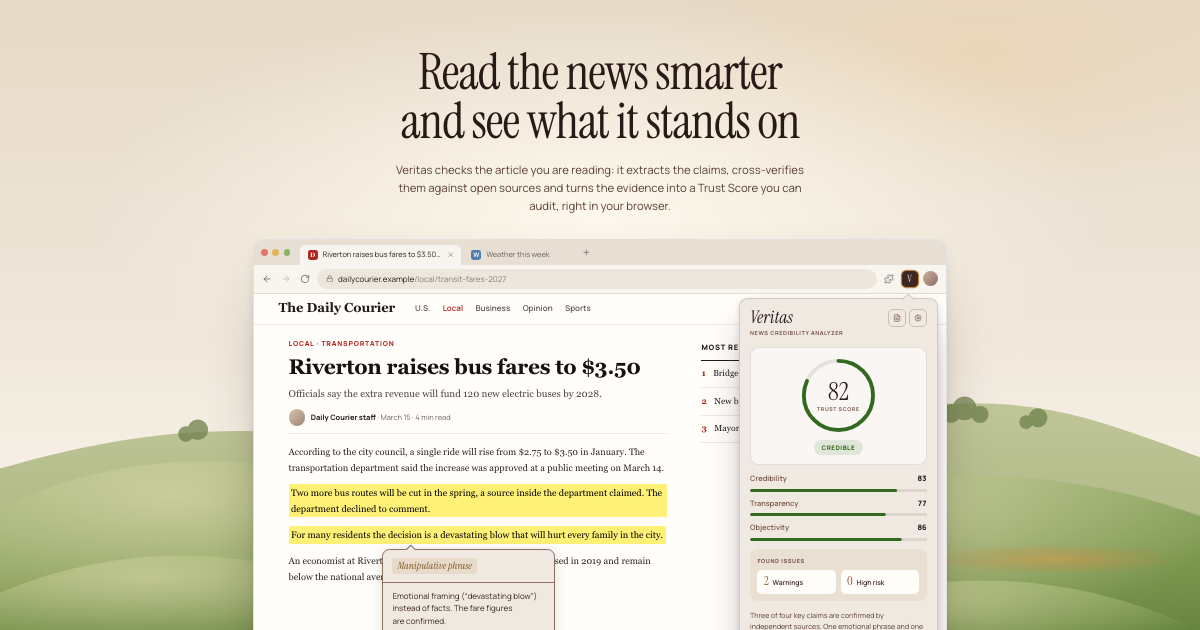 Read the news smarter
and see what it stands on
Veritas checks the article you are reading: it extracts the claims, cross-verifies
them against open sources and turns the evidence into a Trust Score you can
audit, right in your browser.
D
Riverton raises bus fares to $3.50...
W
Weather this week
dailycourier.example/local/transit-fares-2027
V
The Daily Courier
U.S.
Local
Business
Opinion
Sports
LOCAL · TRANSPORTATION
Riverton raises bus fares to $3.50
Officials say the extra revenue will fund 120 new electric buses by 2028.
Daily Courier staff · March 15 · 4 min read
According to the city council, a single ride will rise from $2.75 to $3.50 in January. The
transportation department said the increase was approved at a public meeting on March 14.
Two more bus routes will be cut in the spring, a source inside the department claimed. The
department declined to comment.
For many residents the decision is a devastating blow that will hurt every family in the city.
An economist at Rivert
sed in 2019 and remain
below the national aver
Manipulative phrase
Emotional framing (“devastating blow”)
instead of facts. The fare figures
are confirmed.
MOST RE
1 Bridge
2 New b
3 Mayor
Veritas
NEWS CREDIBILITY ANALYZER
82
TRUST SCORE
CREDIBLE
Credibility 83
Transparency 77
Objectivity 86
FOUND ISSUES
2 Warnings
0 High risk
Three of four key claims are confirmed by
independent sources. One emotional phrase and one